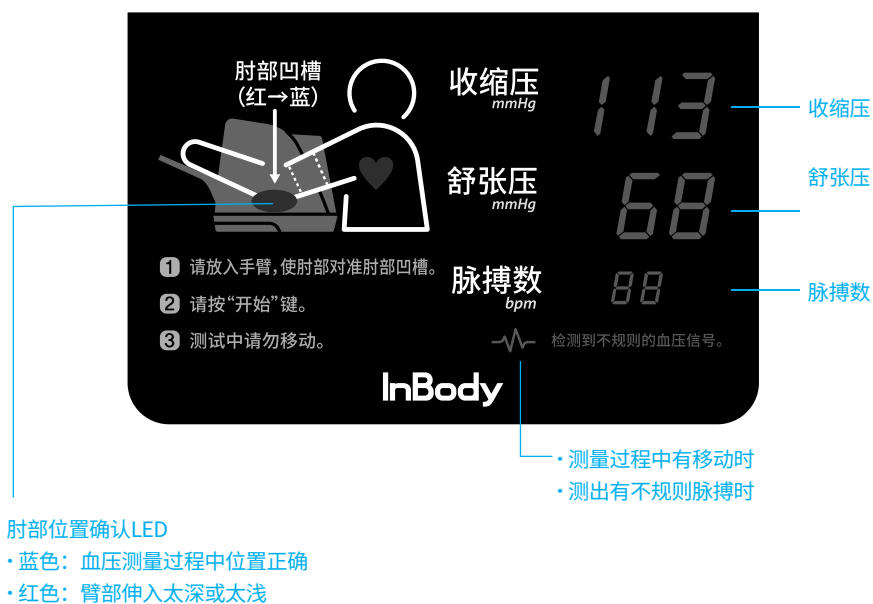 肘部凹槽
（红→蓝）
收缩压
mmHg
113
收缩压
舒张压
mmHg
68
舒张压
脉搏数
bpm
88
脉搏数
1 请放入手臂，使肘部对准肘部凹槽。
2 请按“开始”键。
3 测试中请勿移动。
检测到不规则的血压信号。
InBody
·测量过程中有移动时
·测出有不规则脉搏时
肘部位置确认LED
·蓝色：血压测量过程中位置正确
·红色：臂部伸入太深或太浅